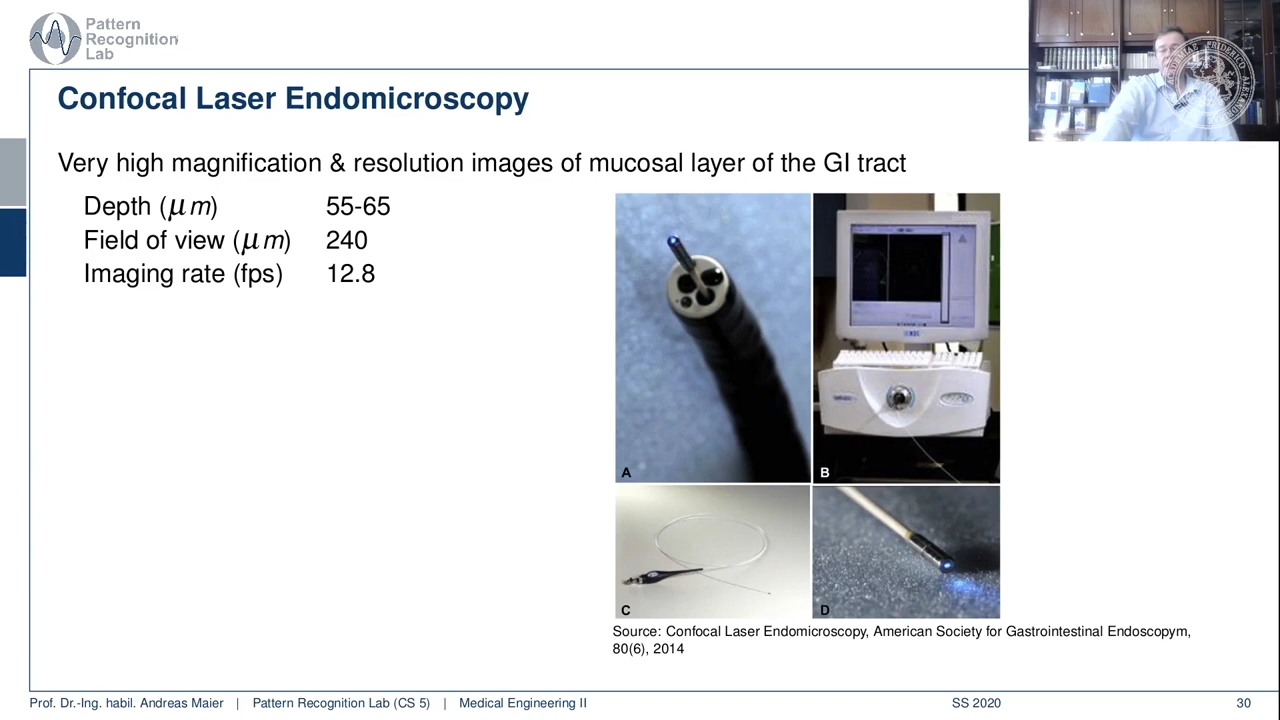 Pattern
Recognition
Lab
Confocal Laser Endomicroscopy
Very high magnification & resolution images of mucosal layer of the GI tract
Depth (μm) 55-65
Field of view (μm) 240
Imaging rate (fps) 12.8
A
B
C
D
Source: Confocal Laser Endomicroscopy, American Society for Gastrointestinal Endoscopym,
80(6), 2014
Prof. Dr.-Ing. habil. Andreas Maier | Pattern Recognition Lab (CS 5) | Medical Engineering II SS 2020 30